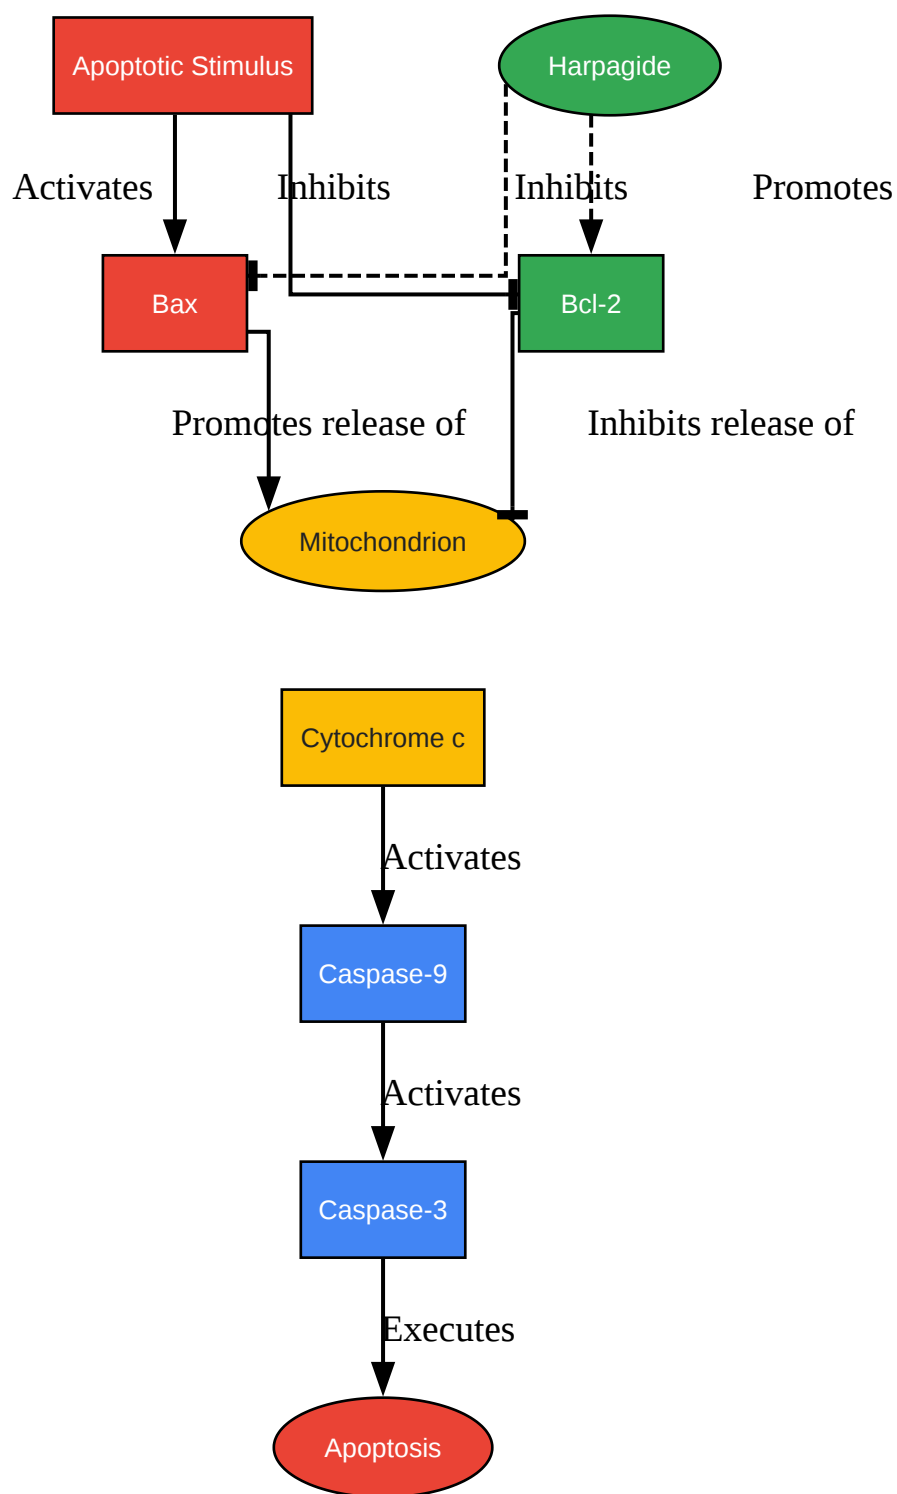 Apoptotic Stimulus
Harpagide
Activates
Inhibits
Inhibits
Promotes
Bax
Bcl-2
Promotes release of
Inhibits release of
Mitochondrion
Cytochrome c
Activates
Caspase-9
Activates
Caspase-3
Executes
Apoptosis